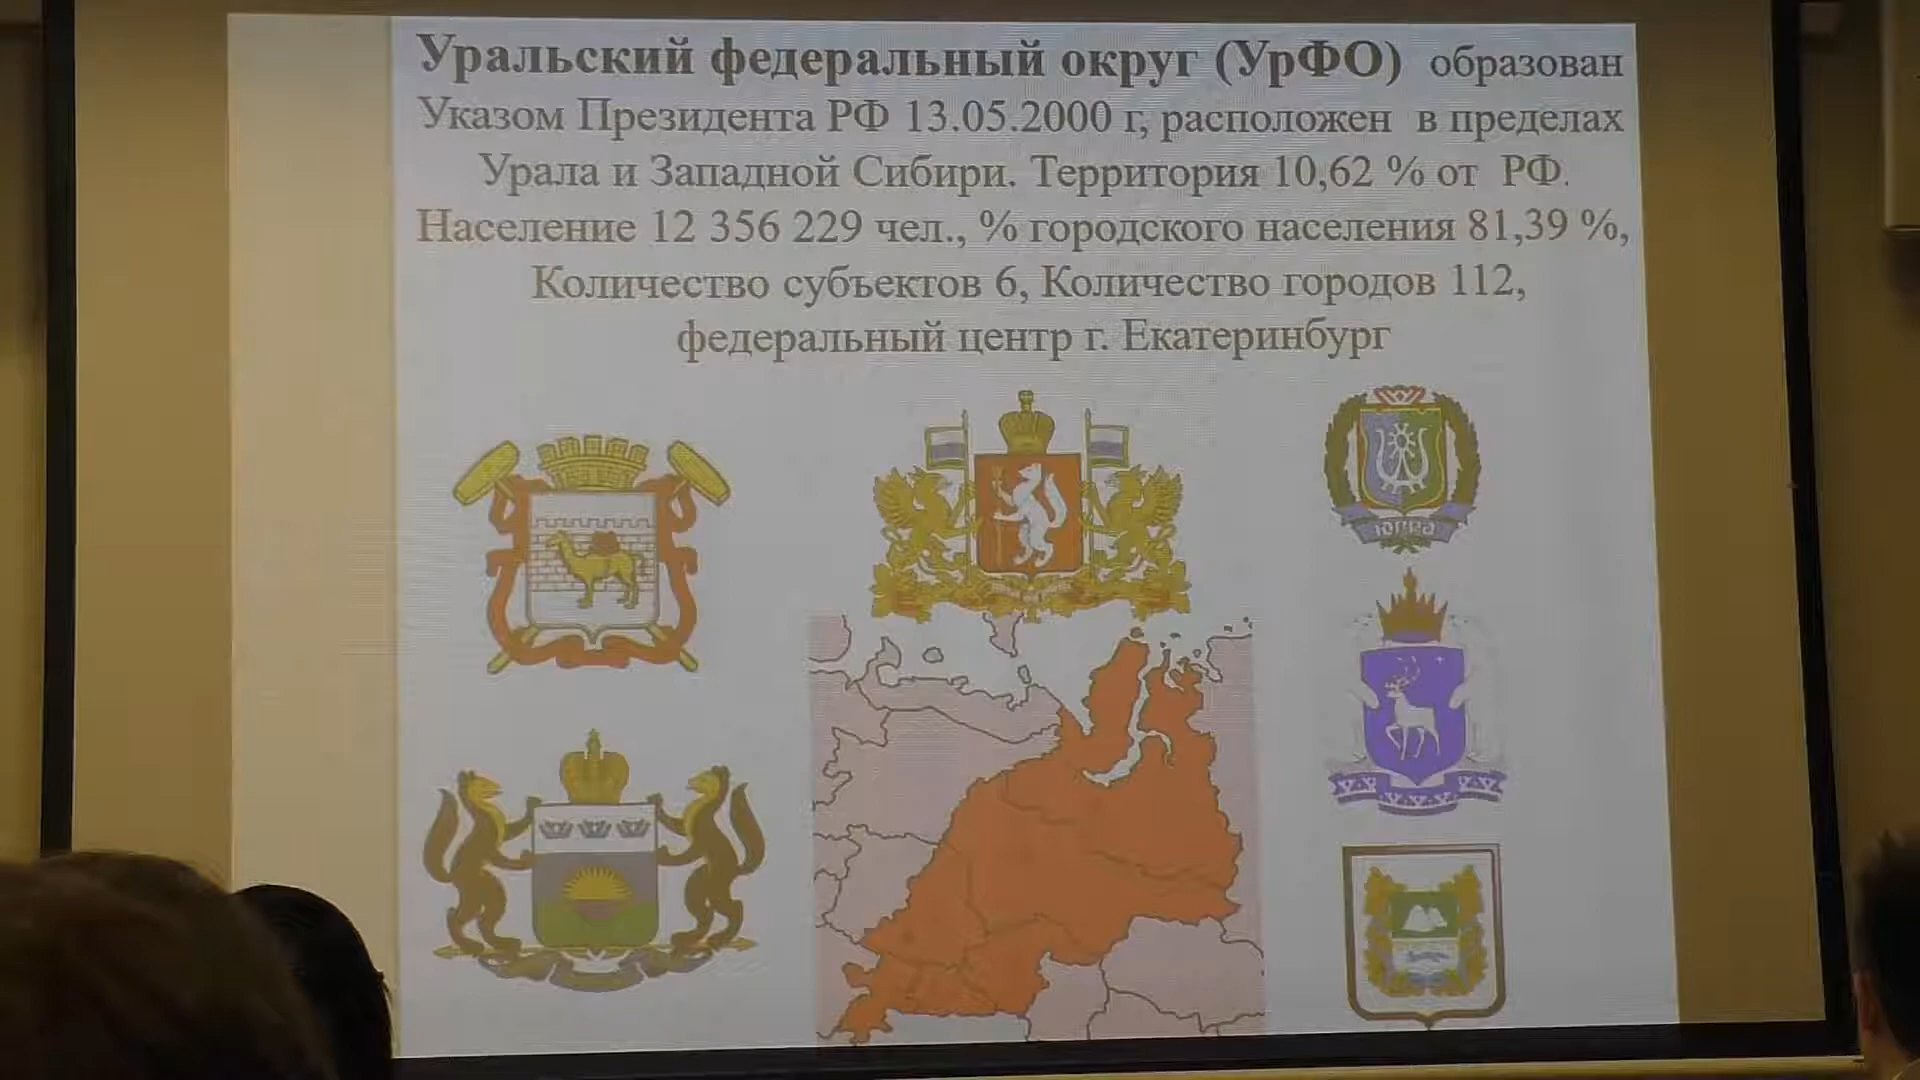 Уральский федеральный округ (УрФО) образован
Указом Президента РФ 13.05.2000 г, расположен в пределах
Урала и Западной Сибири. Территория 10,62 % от РФ.
Население 12 356 229 чел., % городского населения 81,39 %,
Количество субъектов 6, Количество городов 112,
федеральный центр г. Екатеринбург
ЮГРА